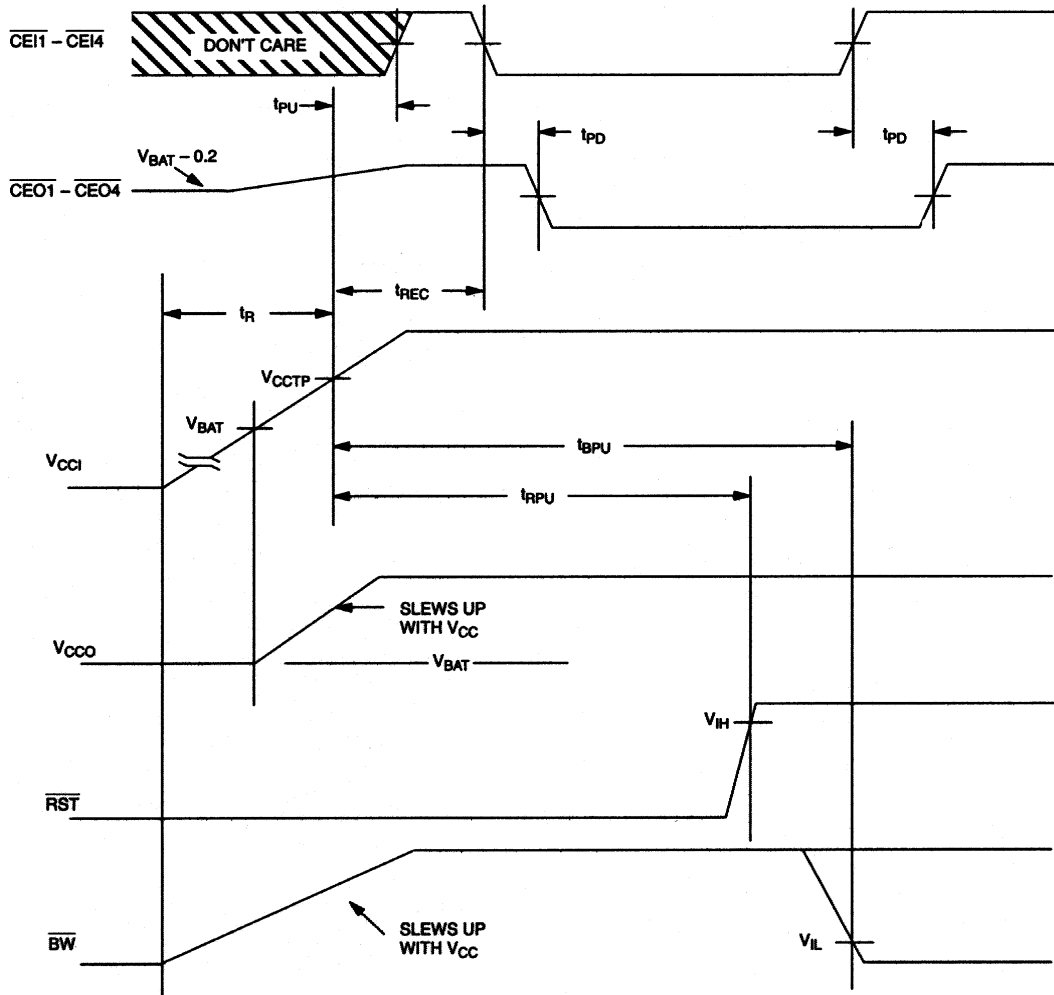 CEI1 – CEI4
DON'T CARE
tPU
tPD
tPD
VBAT – 0.2
CEO1 – CEO4
tREC
tR
VCCTP
VBAT
tBPU
VCCI
tRPU
SLEWS UP
WITH VCC
VCCO
VBAT
VIH
RST
SLEWS UP
WITH VCC
BW
VIL